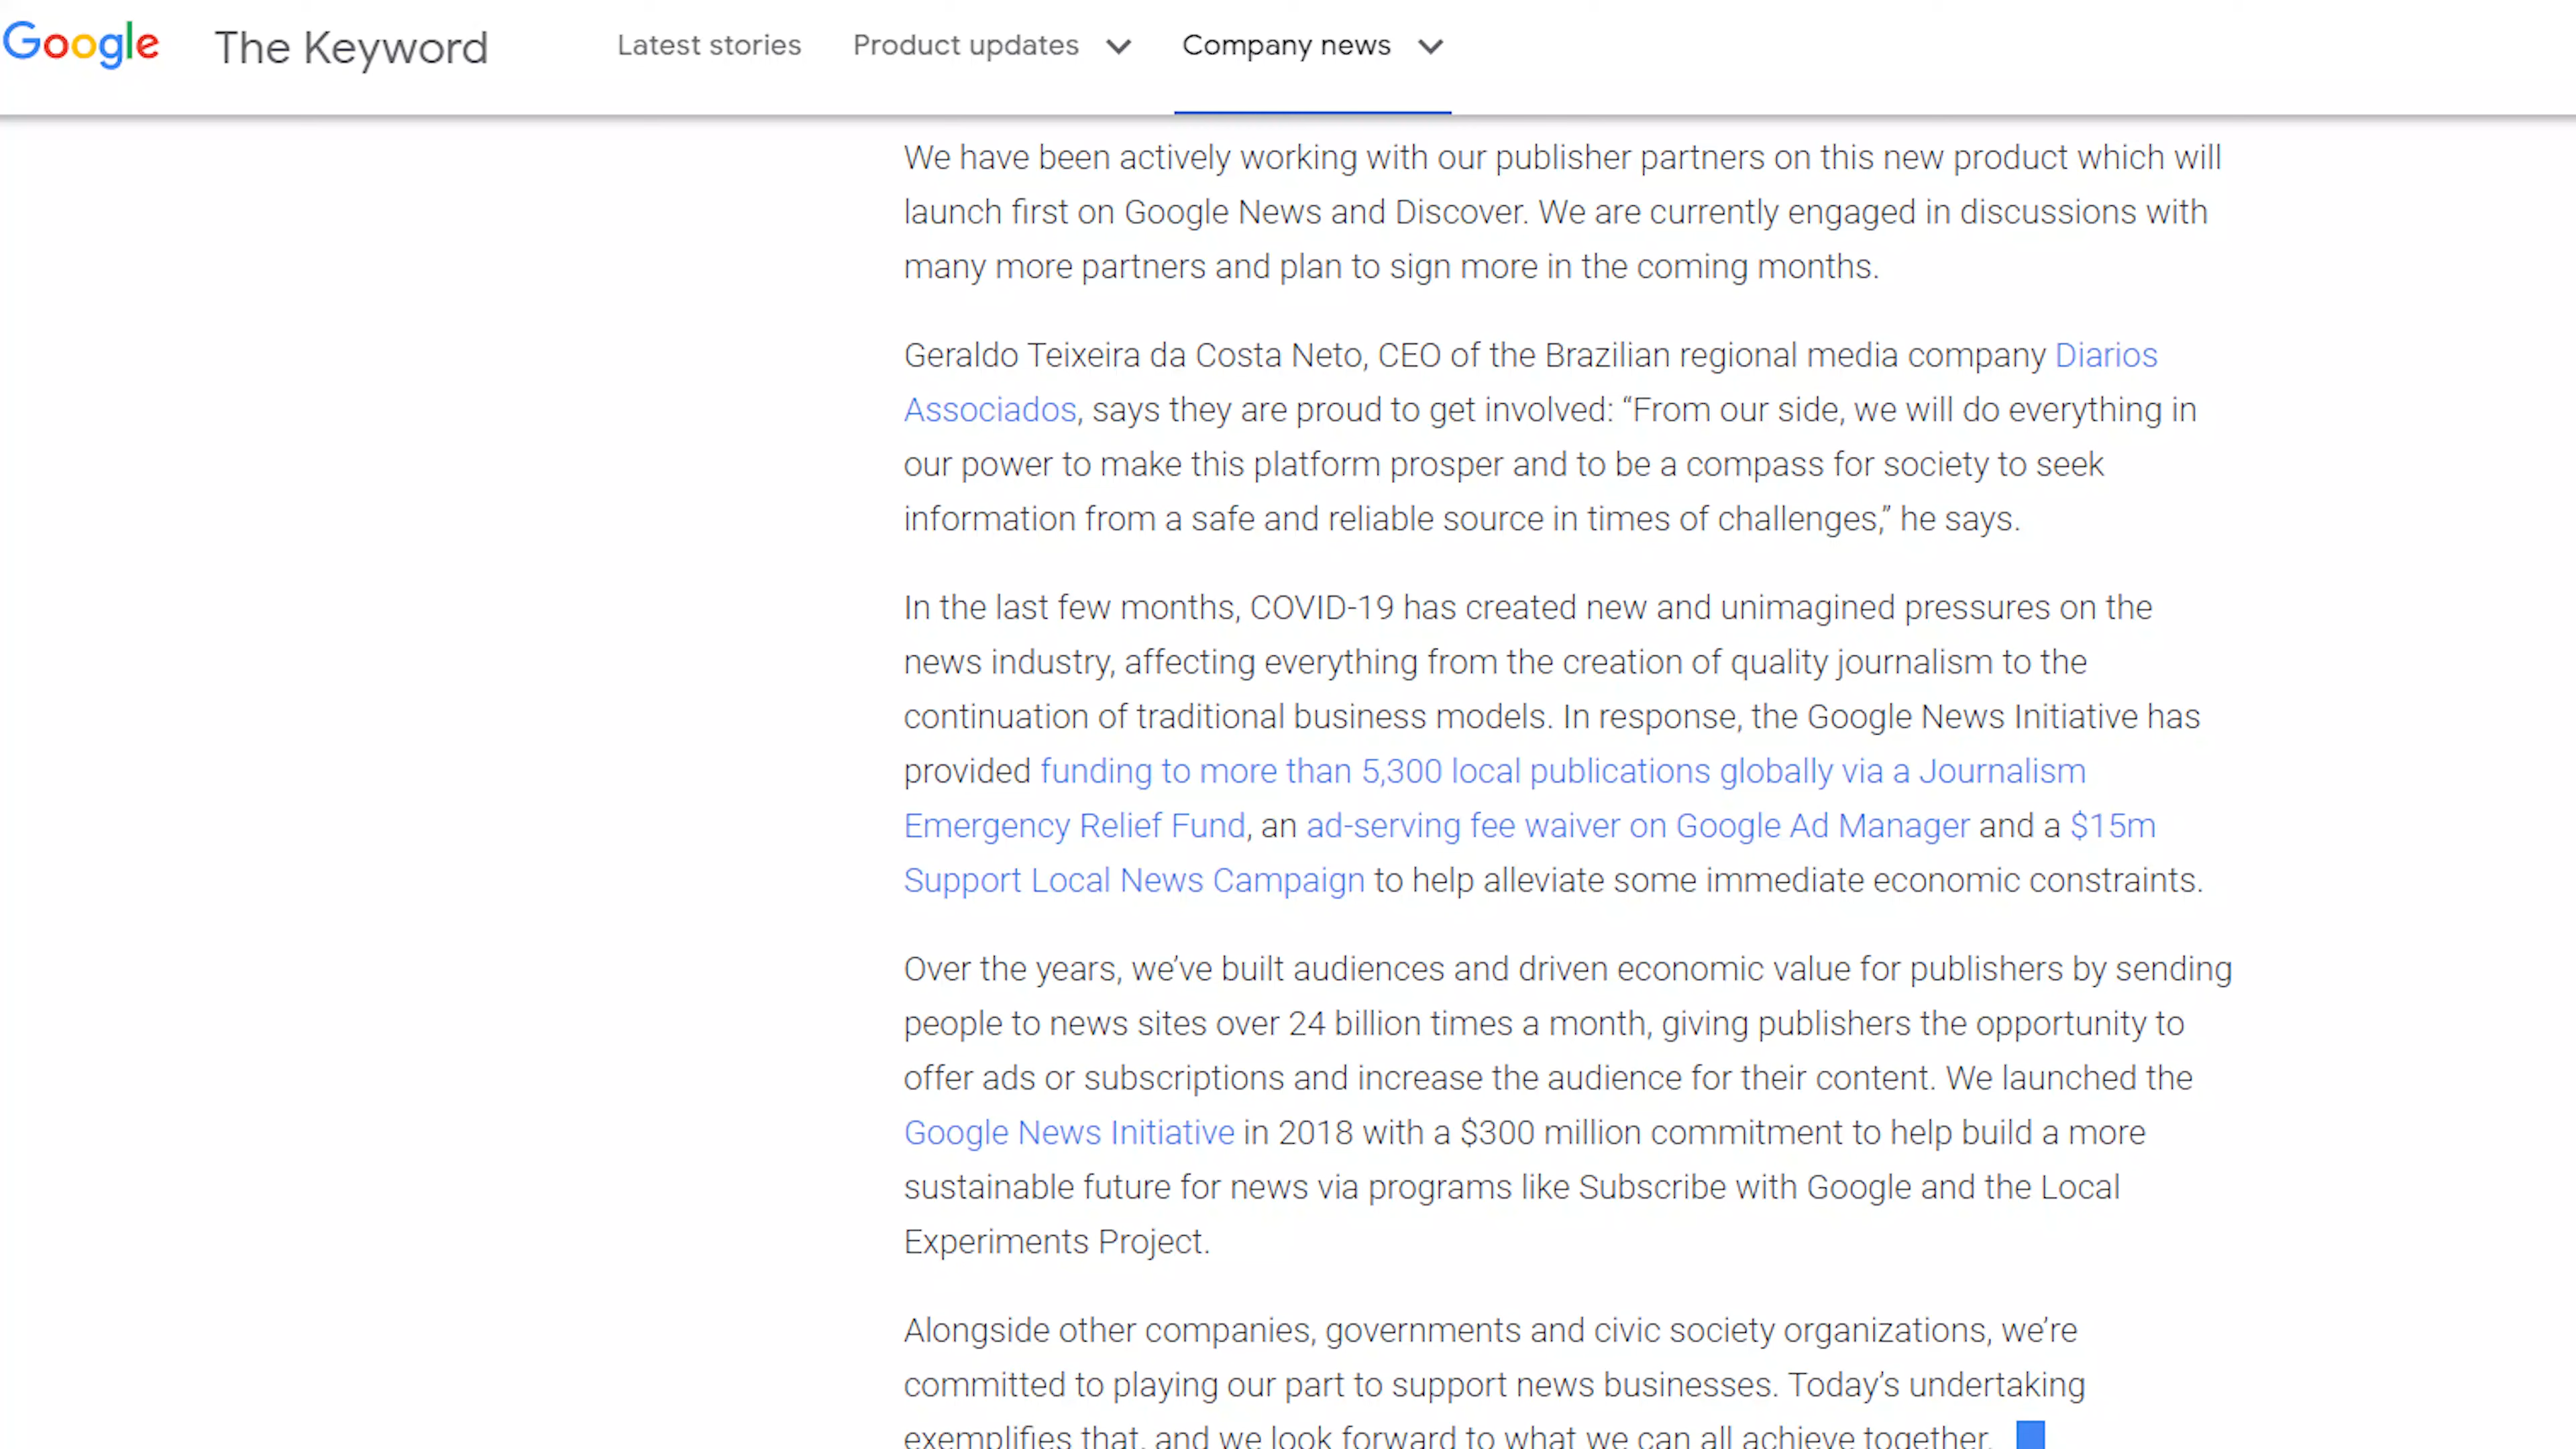 Google The Keyword Latest stories Product updates Company news
We have been actively working with our publisher partners on this new product which will
launch first on Google News and Discover. We are currently engaged in discussions with
many more partners and plan to sign more in the coming months.
Geraldo Teixeira da Costa Neto, CEO of the Brazilian regional media company Diarios
Associados, says they are proud to get involved: “From our side, we will do everything in
our power to make this platform prosper and to be a compass for society to seek
information from a safe and reliable source in times of challenges,” he says.
In the last few months, COVID-19 has created new and unimagined pressures on the
news industry, affecting everything from the creation of quality journalism to the
continuation of traditional business models. In response, the Google News Initiative has
provided funding to more than 5,300 local publications globally via a Journalism
Emergency Relief Fund, an ad-serving fee waiver on Google Ad Manager and a $15m
Support Local News Campaign to help alleviate some immediate economic constraints.
Over the years, we’ve built audiences and driven economic value for publishers by sending
people to news sites over 24 billion times a month, giving publishers the opportunity to
offer ads or subscriptions and increase the audience for their content. We launched the
Google News Initiative in 2018 with a $300 million commitment to help build a more
sustainable future for news via programs like Subscribe with Google and the Local
Experiments Project.
Alongside other companies, governments and civic society organizations, we’re
committed to playing our part to support news businesses. Today’s undertaking
exemplifies that, and we look forward to what we can all achieve together.